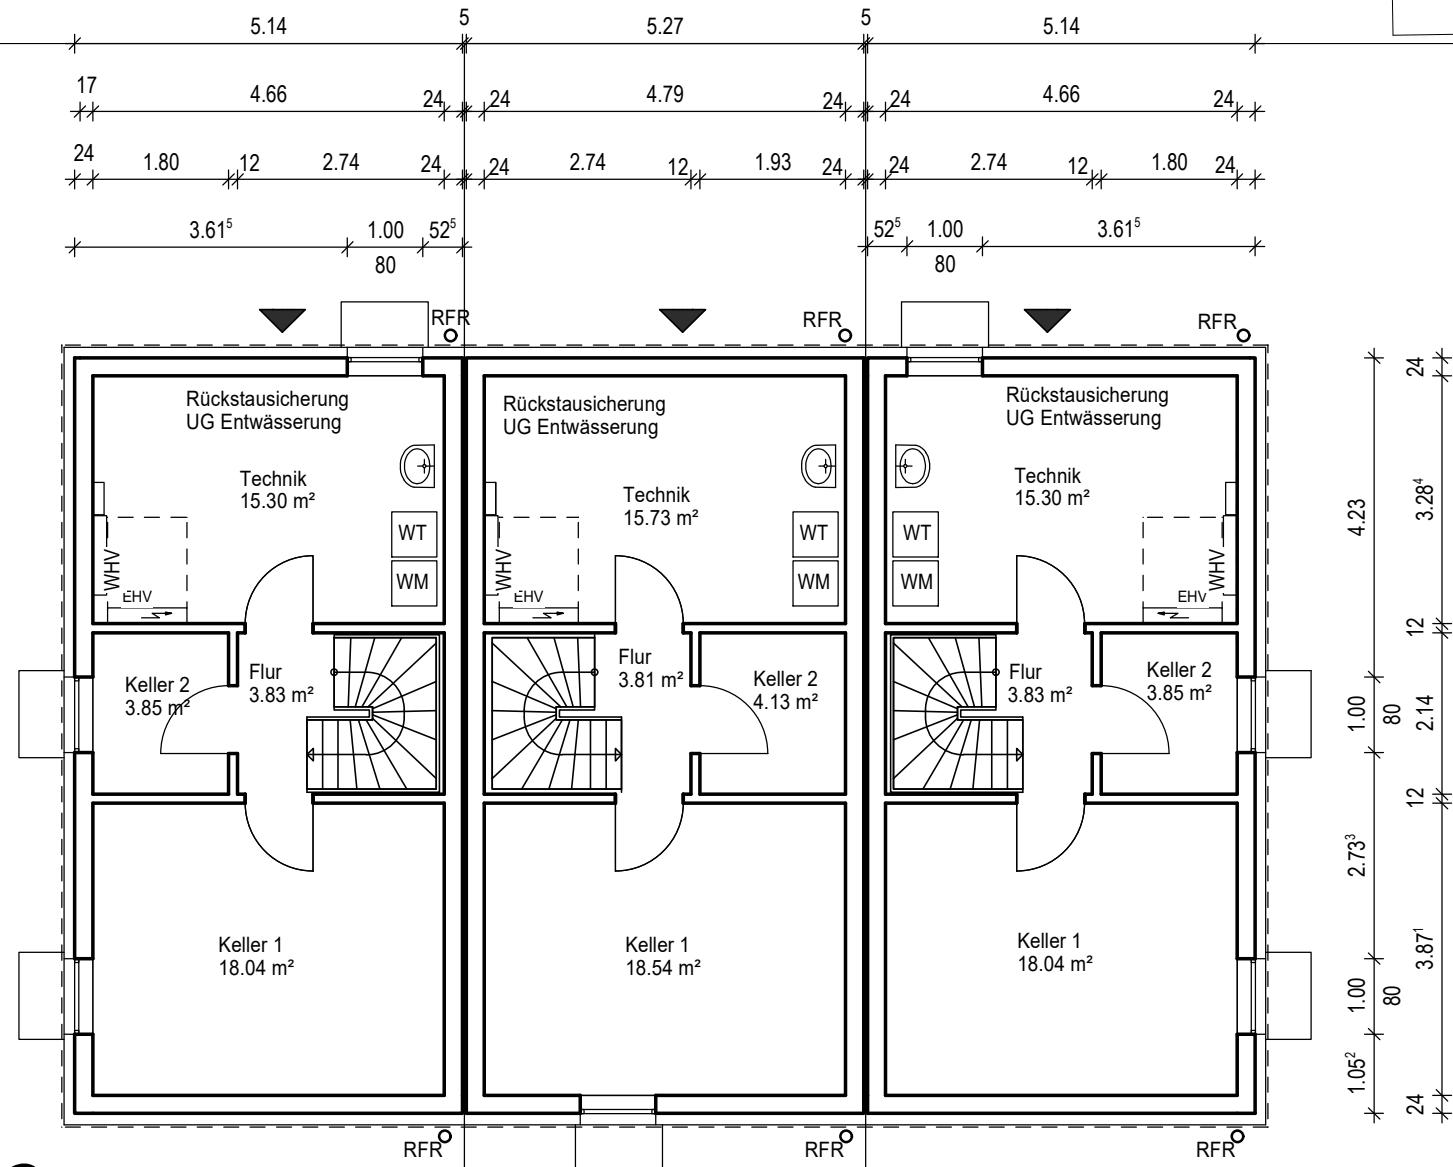 5.14 5 5.27 5 5.14
17 4.66 24 24 4.79 24 24 4.66 24
24 1.80 12 2.74 24 24 2.74 12 1.93 24 24 2.74 12 1.80 24
3.61⁵ 1.00 52⁵ 52⁵ 1.00 3.61⁵
80 80
RFR RFR RFR
Rückstausicherung
UG Entwässerung
Technik
15.30 m²
WT
WM
WHV
EHV
Keller 2
3.85 m²
Flur
3.83 m²
Keller 1
18.04 m²
RFR
Rückstausicherung
UG Entwässerung
Technik
15.73 m²
WT
WM
WHV
EHV
Flur
3.81 m²
Keller 2
4.13 m²
Keller 1
18.54 m²
RFR
Rückstausicherung
UG Entwässerung
Technik
15.30 m²
WT
WM
WHV
EHV
Flur
3.83 m²
Keller 2
3.85 m²
Keller 1
18.04 m²
RFR
4.23
1.00
80
2.73³
1.00
80
1.05²
24
3.28⁴
12
2.14
12
3.87¹
24